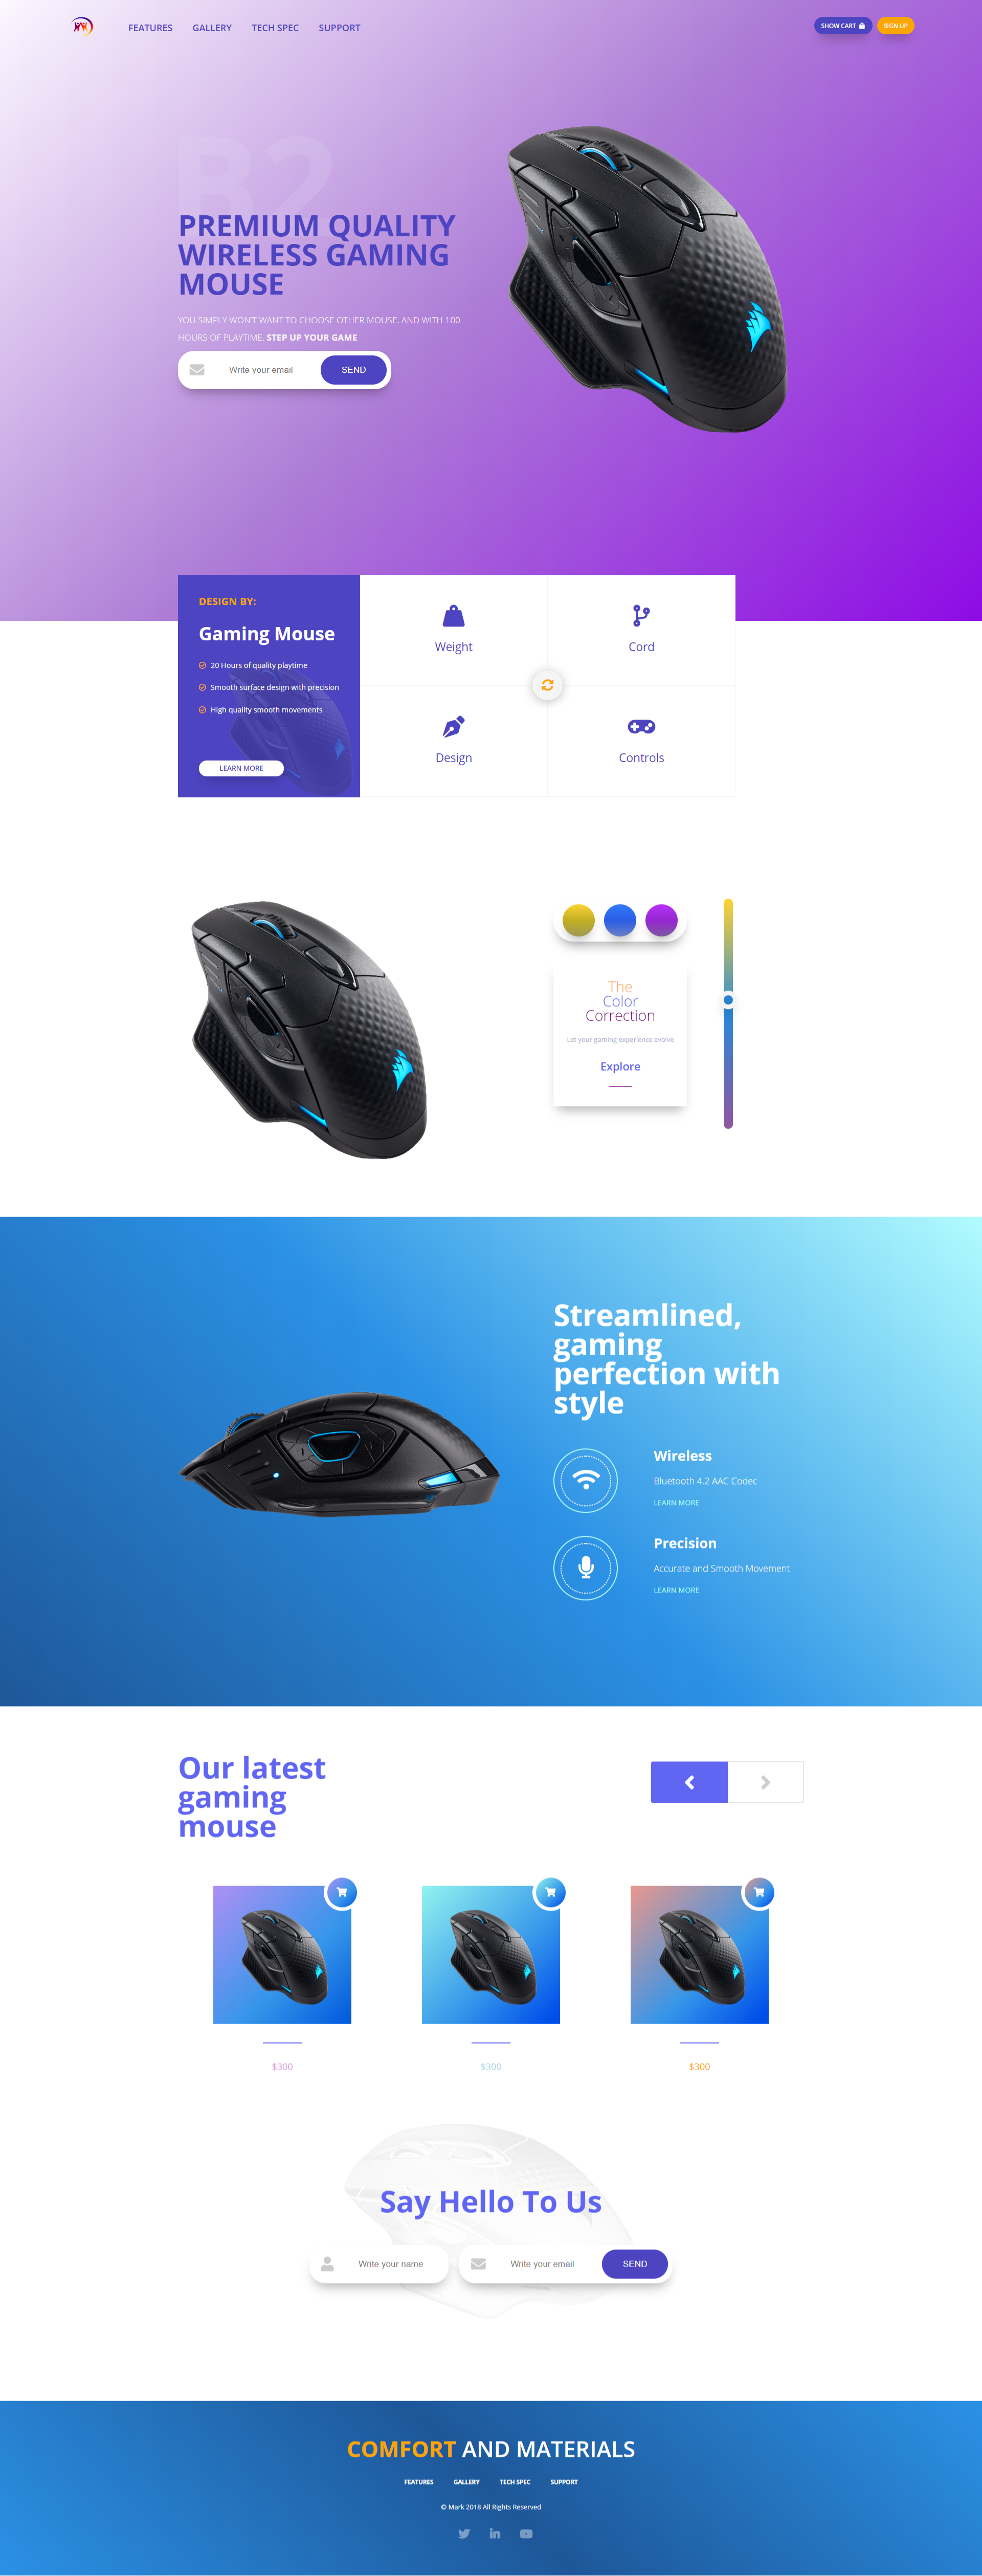 FEATURES GALLERY TECH SPEC SUPPORT SHOW CART SIGN UP
B2
PREMIUM QUALITY
WIRELESS GAMING
MOUSE
YOU SIMPLY WON'T WANT TO CHOOSE OTHER MOUSE. AND WITH 100
HOURS OF PLAYTIME. STEP UP YOUR GAME
Write your email SEND
DESIGN BY:
Gaming Mouse
20 Hours of quality playtime
Smooth surface design with precision
High quality smooth movements
LEARN MORE
Weight
Cord
Design
Controls
The
Color
Correction
Let your gaming experience evolve
Explore
Streamlined,
gaming
perfection with
style
Wireless
Bluetooth 4.2 AAC Codec
LEARN MORE
Precision
Accurate and Smooth Movement
LEARN MORE
Our latest
gaming
mouse
$300 $300 $300
Say Hello To Us
Write your name Write your email SEND
COMFORT AND MATERIALS
FEATURES GALLERY TECH SPEC SUPPORT
© Mark 2018 All Rights Reserved